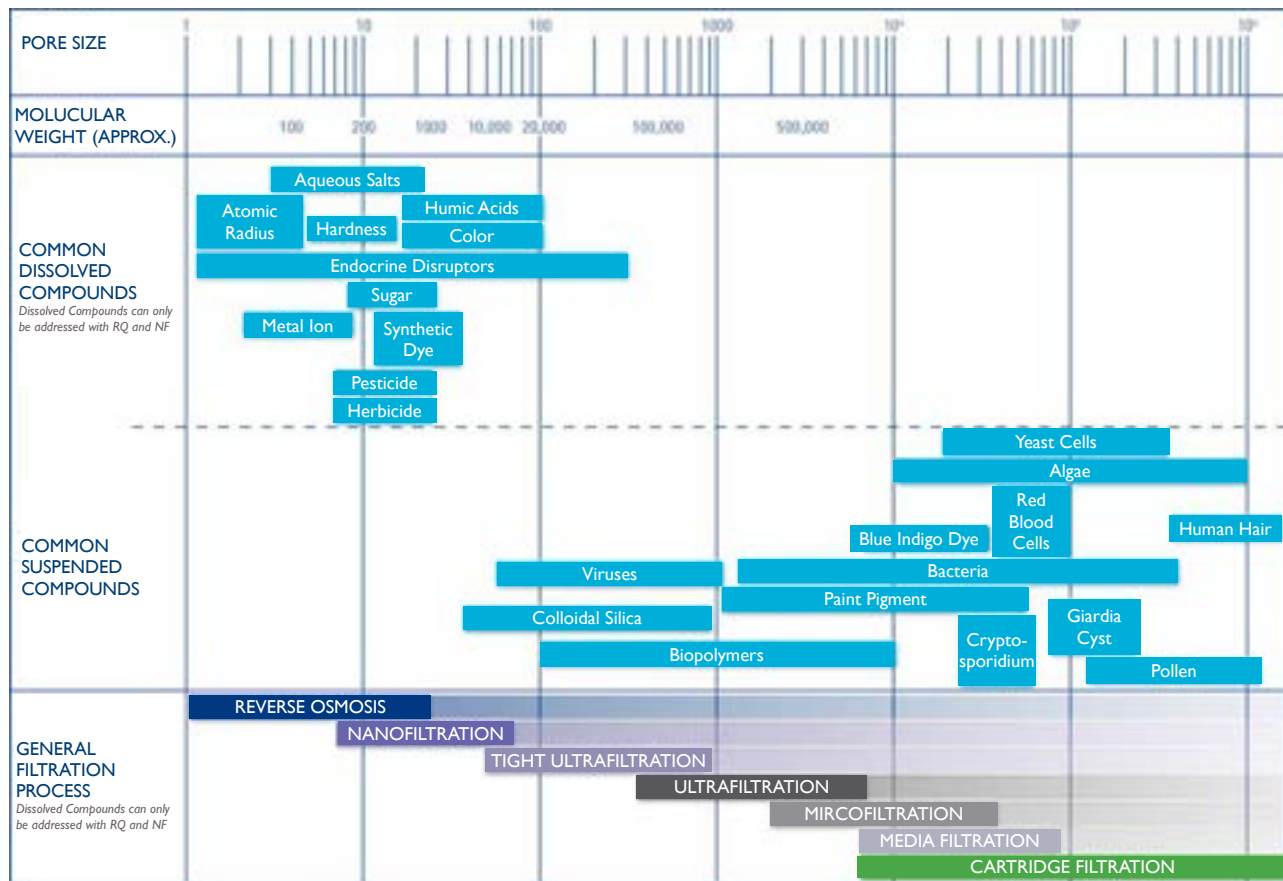 1 10 100 1000 10⁴ 10⁵ 10⁶
PORE SIZE
MOLUCULAR
WEIGHT (APPROX.)
100 200 1000 10,000 20,000 100,000 500,000
Aqueous Salts
Atomic
Radius
Hardness
Humic Acids
Color
Endocrine Disruptors
COMMON
DISSOLVED
COMPOUNDS
Dissolved Compounds can only
be addressed with RQ and NF
Sugar
Metal Ion
Synthetic
Dye
Pesticide
Herbicide
Yeast Cells
Algae
Red
Blood
Cells
Human Hair
Blue Indigo Dye
COMMON
SUSPENDED
COMPOUNDS
Viruses
Bacteria
Paint Pigment
Colloidal Silica
Giardia
Cyst
Crypto-
sporidium
Biopolymers
Pollen
GENERAL
FILTRATION
PROCESS
Dissolved Compounds can only
be addressed with RQ and NF
REVERSE OSMOSIS
NANOFILTRATION
TIGHT ULTRAFILTRATION
ULTRAFILTRATION
MIRCOFILTRATION
MEDIA FILTRATION
CARTRIDGE FILTRATION